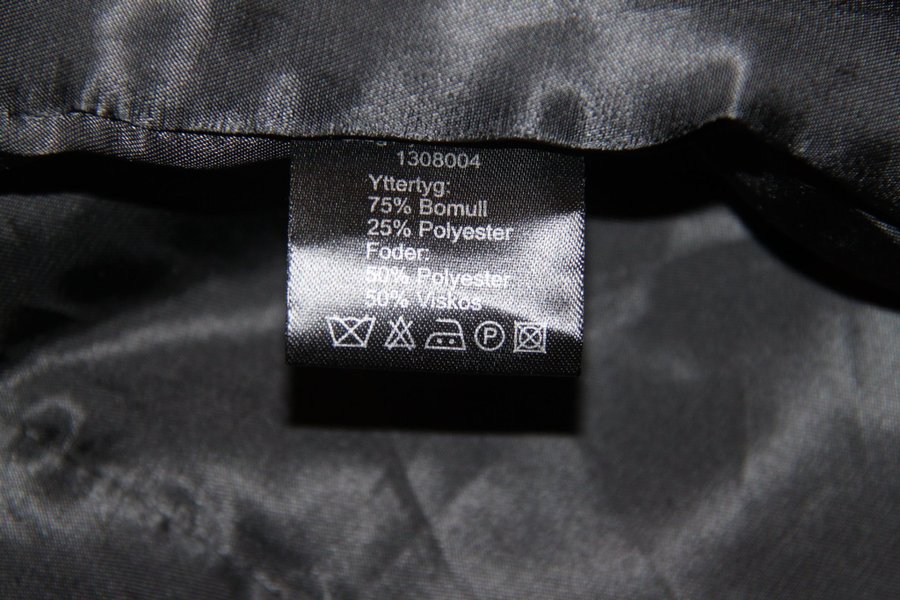 1308004
Yttertyg:
75% Bomull
25% Polyester
Foder:
50% Polyester
50% Viskos
P